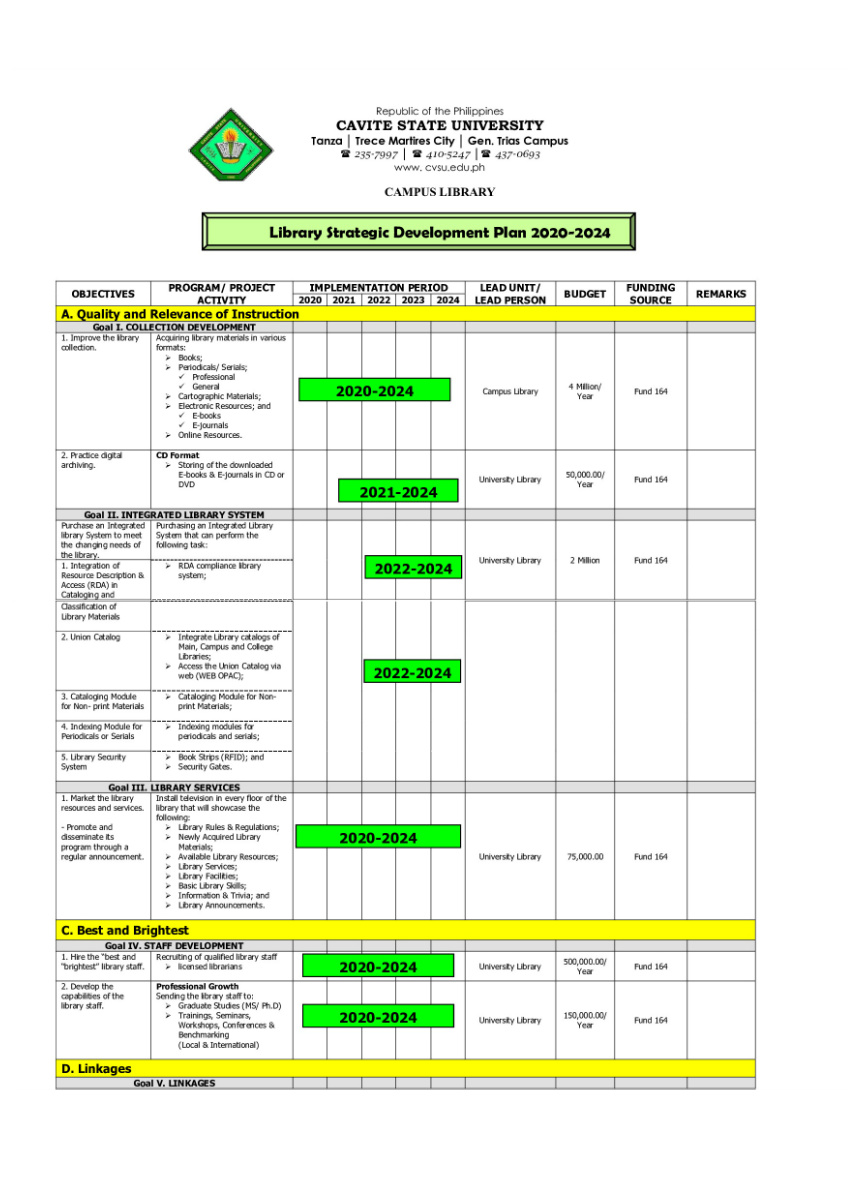 Republic of the Philippines
CAVITE STATE UNIVERSITY
Tanza │ Trece Martires City │ Gen. Trias Campus
☎ 235-7997 │ ☎ 410-5247 │☎ 437-0693
www. cvsu.edu.ph
CAMPUS LIBRARY
Library Strategic Development Plan 2020-2024
OBJECTIVES
PROGRAM/ PROJECT
ACTIVITY
IMPLEMENTATION PERIOD
2020 2021 2022 2023 2024
LEAD UNIT/
LEAD PERSON
BUDGET
FUNDING
SOURCE
REMARKS
A. Quality and Relevance of Instruction
Goal I. COLLECTION DEVELOPMENT
1. Improve the library
collection.
Acquiring library materials in various
formats:
➢ Books;
➢ Periodicals/ Serials;
✓ Professional
✓ General
➢ Cartographic Materials;
➢ Electronic Resources; and
✓ E-books
✓ E-journals
➢ Online Resources.
2020-2024
Campus Library
4 Million/
Year
Fund 164
2. Practice digital
archiving.
CD Format
➢ Storing of the downloaded
E-books & E-journals in CD or
DVD
2021-2024
University Library
50,000.00/
Year
Fund 164
Goal II. INTEGRATED LIBRARY SYSTEM
Purchase an Integrated
library System to meet
the changing needs of
the library.
Purchasing an Integrated Library
System that can perform the
following task:
1. Integration of
Resource Description &
Access (RDA) in
Cataloging and
➢ RDA compliance library
system;
2022-2024
University Library
2 Million
Fund 164
Classification of
Library Materials
2. Union Catalog
➢ Integrate Library catalogs of
Main, Campus and College
Libraries;
➢ Access the Union Catalog via
web (WEB OPAC);
2022-2024
3. Cataloging Module
for Non- print Materials
➢ Cataloging Module for Non-
print Materials;
4. Indexing Module for
Periodicals or Serials
➢ Indexing modules for
periodicals and serials;
5. Library Security
System
➢ Book Strips (RFID); and
➢ Security Gates.
Goal III. LIBRARY SERVICES
1. Market the library
resources and services.
- Promote and
disseminate its
program through a
regular announcement.
Install television in every floor of the
library that will showcase the
following:
➢ Library Rules & Regulations;
➢ Newly Acquired Library
Materials;
➢ Available Library Resources;
➢ Library Services;
➢ Library Facilities;
➢ Basic Library Skills;
➢ Information & Trivia; and
➢ Library Announcements.
2020-2024
University Library
75,000.00
Fund 164
C. Best and Brightest
Goal IV. STAFF DEVELOPMENT
1. Hire the "best and
"brightest" library staff.
Recruiting of qualified library staff
➢ licensed librarians
2020-2024
University Library
500,000.00/
Year
Fund 164
2. Develop the
capabilities of the
library staff.
Professional Growth
Sending the library staff to:
➢ Graduate Studies (MS/ Ph.D)
➢ Trainings, Seminars,
Workshops, Conferences &
Benchmarking
(Local & International)
2020-2024
University Library
150,000.00/
Year
Fund 164
D. Linkages
Goal V. LINKAGES